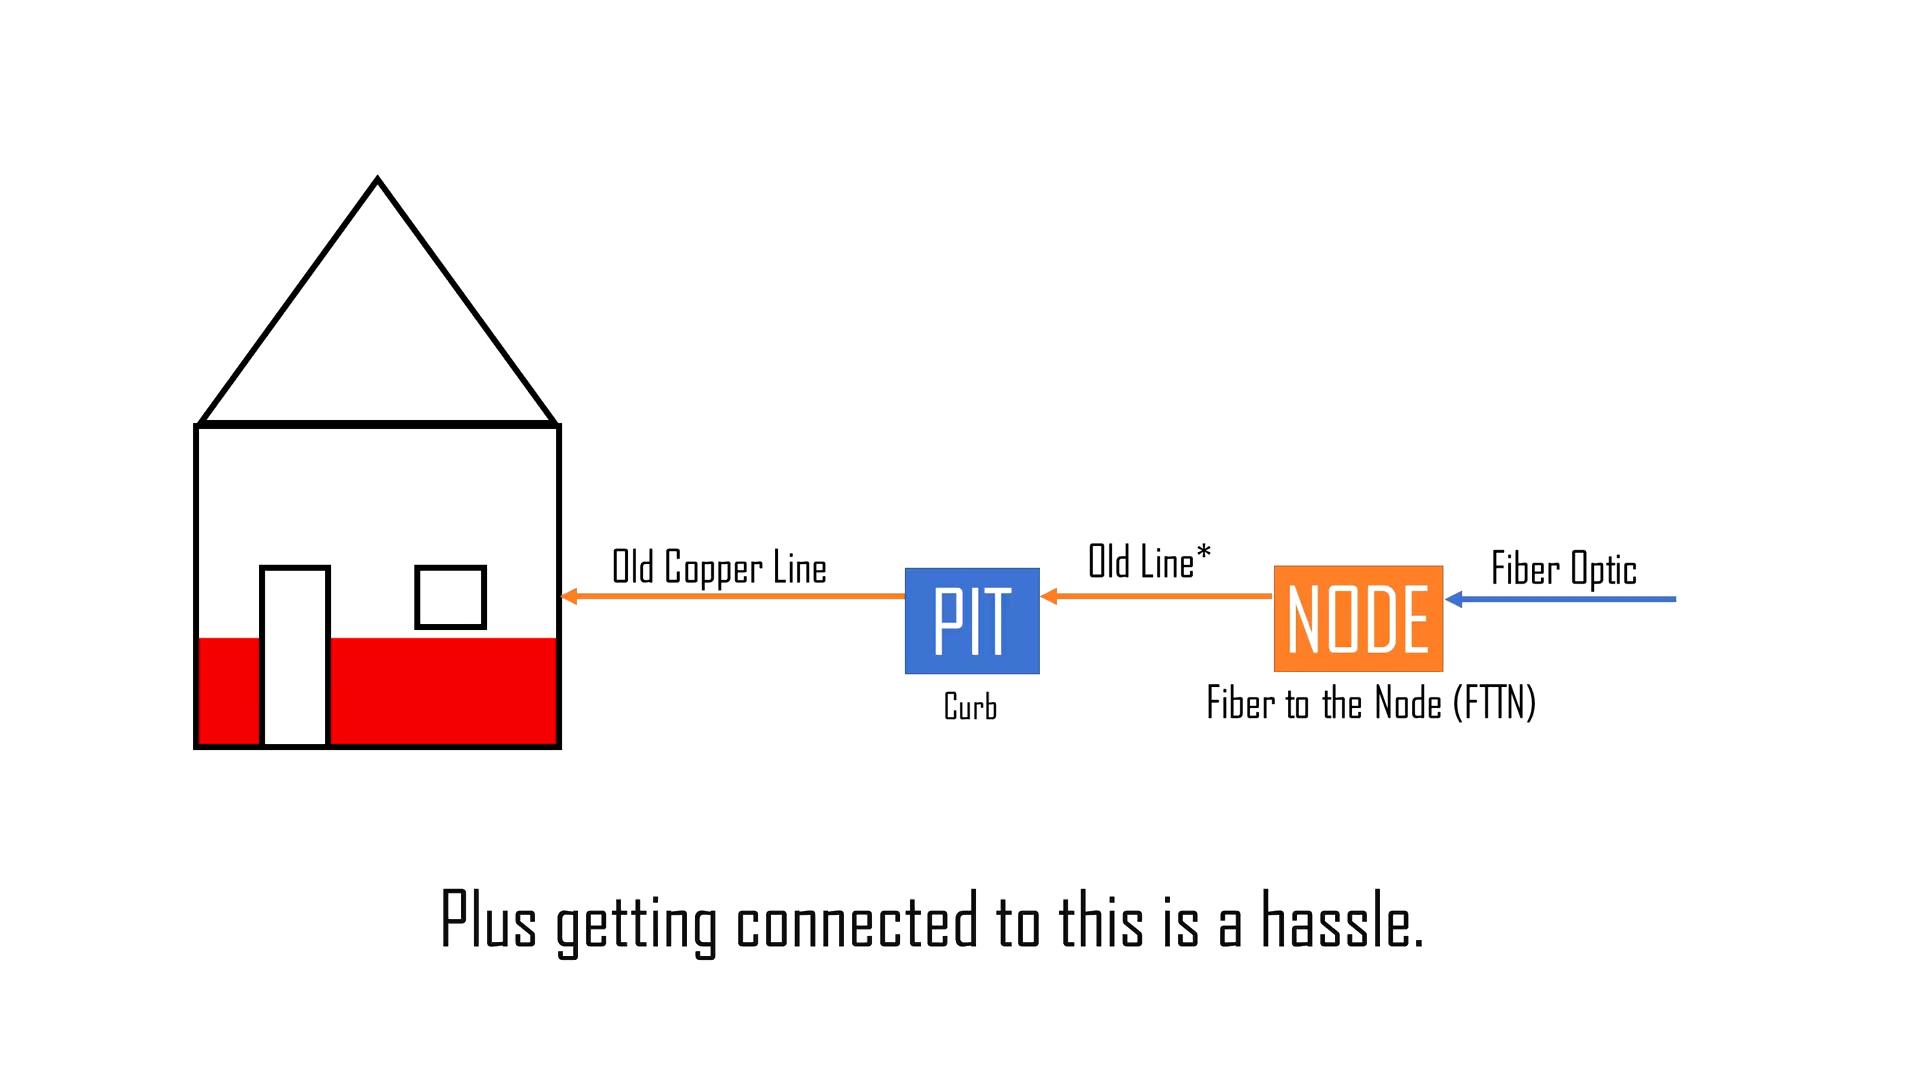 Old Copper Line
Old Line*
Fiber Optic
PIT
NODE
Curb
Fiber to the Node (FTTN)
Plus getting connected to this is a hassle.